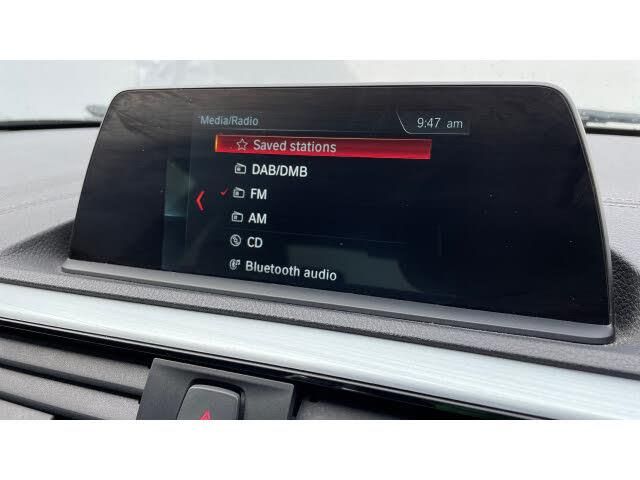 Media/Radio
9:47 am
Saved stations
DAB/DMB
FM
AM
CD
Bluetooth audio